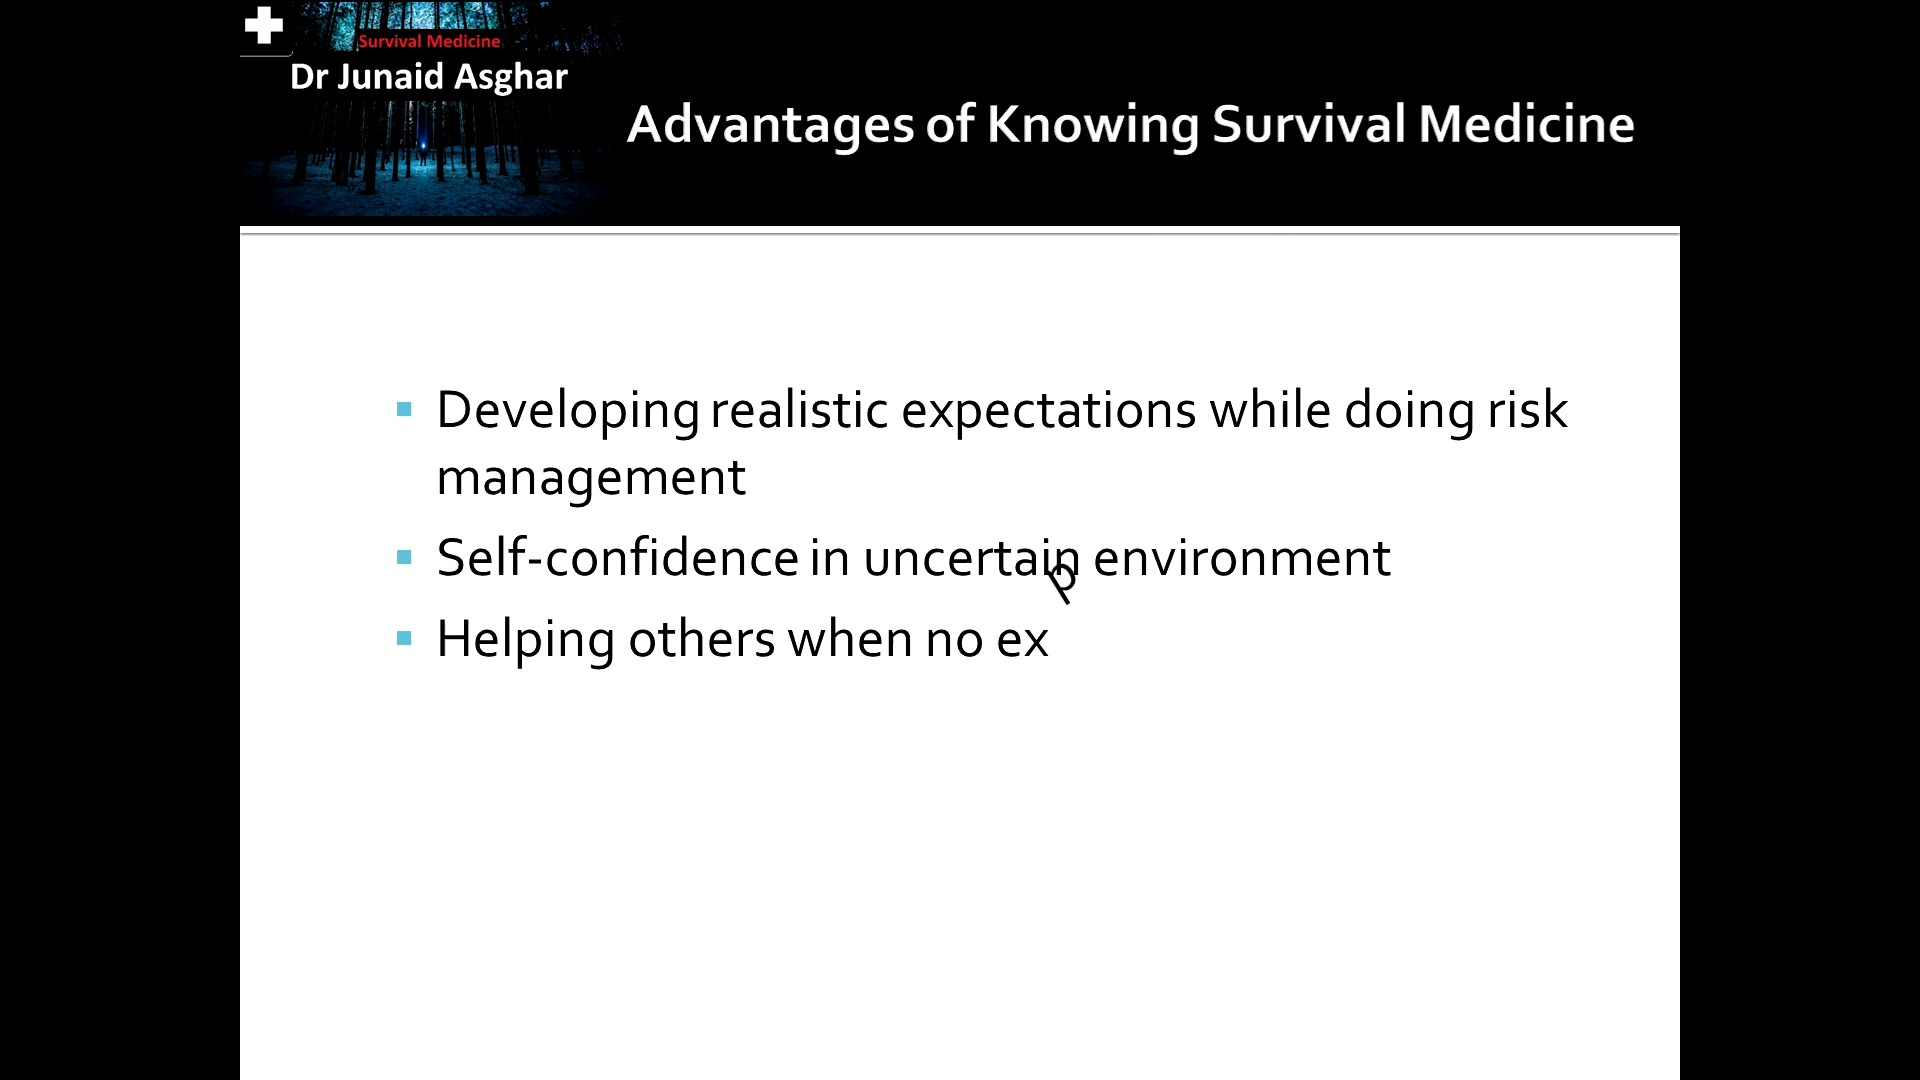 Survival Medicine
Dr Junaid Asghar
Advantages of Knowing Survival Medicine
Developing realistic expectations while doing risk
management
Self-confidence in uncertain environment
Helping others when no ex
p